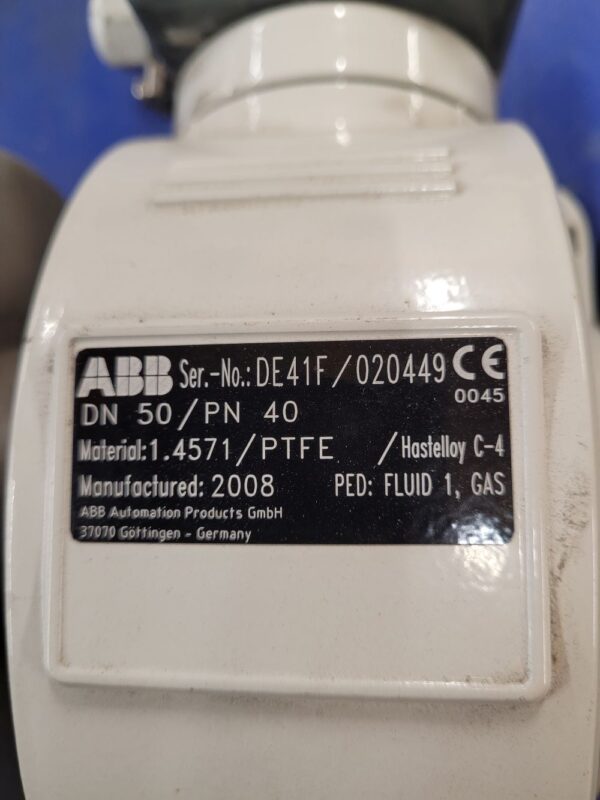 ABB Ser.-No.: DE41F/020449 CE
0045
DN 50/PN 40
Material: 1.4571/PTFE /Hastelloy C-4
Manufactured: 2008 PED: FLUID 1, GAS
ABB Automation Products GmbH
37070 Göttingen - Germany